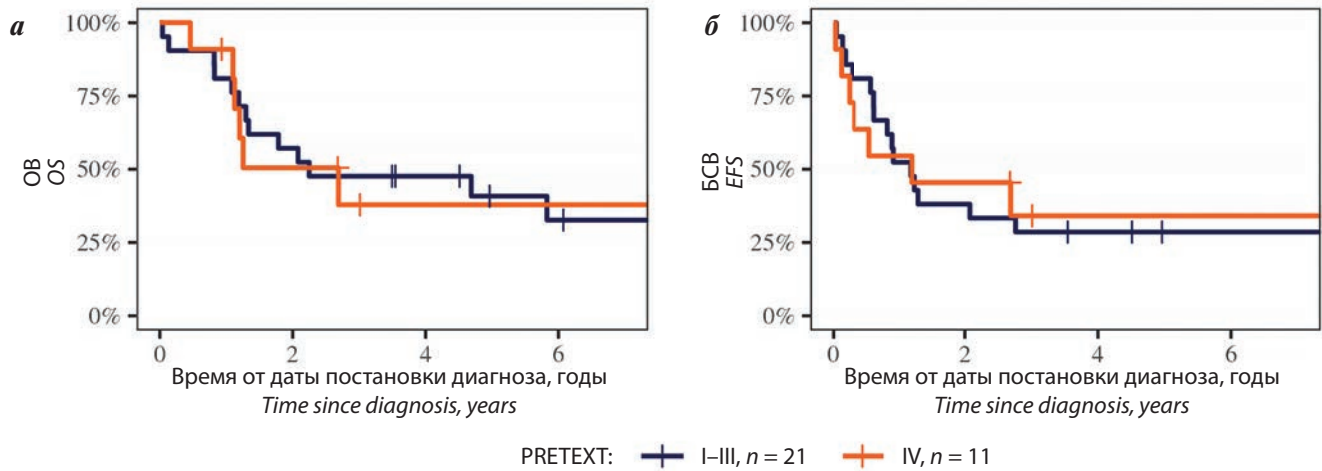 а
ОВ
OS
100%
75%
50%
25%
0%
0 2 4 6
Время от даты постановки диагноза, годы
Time since diagnosis, years
б
БСВ
EFS
100%
75%
50%
25%
0%
0 2 4 6
Время от даты постановки диагноза, годы
Time since diagnosis, years
PRETEXT: I–III, n = 21 IV, n = 11